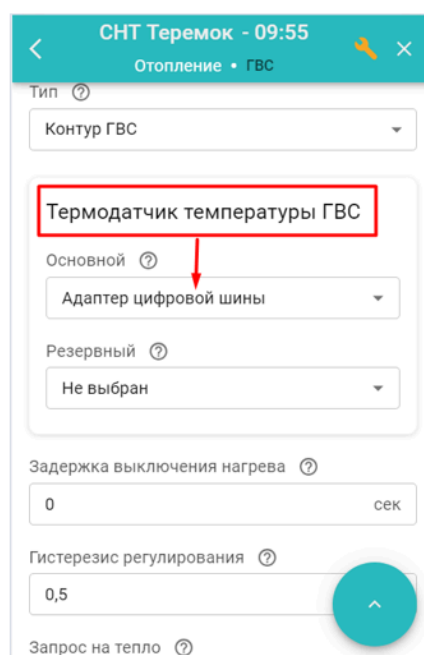 СНТ Теремок - 09:55
Отопление • ГВС
Тип
Контур ГВС
Термодатчик температуры ГВС
Основной
Адаптер цифровой шины
Резервный
Не выбран
Задержка выключения нагрева
0 сек
Гистерезис регулирования
0,5
Запрос на тепло